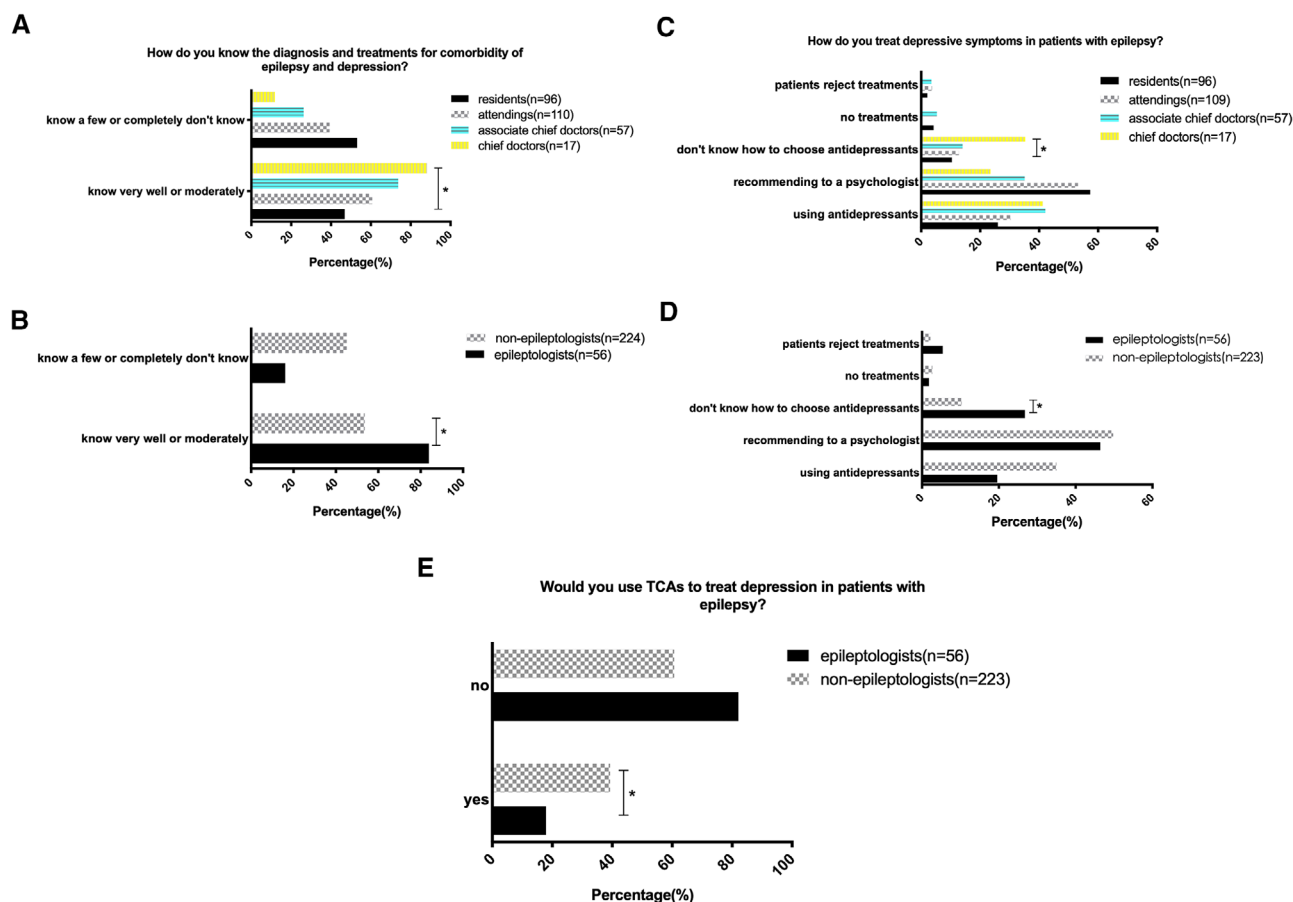 A
How do you know the diagnosis and treatments for comorbidity of
epilepsy and depression?
know a few or completely don't know
know very well or moderately
*
residents(n=96)
attendings(n=110)
associate chief doctors(n=57)
chief doctors(n=17)
0 20 40 60 80 100
Percentage(%)
B
know a few or completely don't know
know very well or moderately
*
non-epileptologists(n=224)
epileptologists(n=56)
0 20 40 60 80 100
Percentage(%)
C
How do you treat depressive symptoms in patients with epilepsy?
patients reject treatments
no treatments
don't know how to choose antidepressants
recommending to a psychologist
using antidepressants
*
residents(n=96)
attendings(n=109)
associate chief doctors(n=57)
chief doctors(n=17)
0 20 40 60 80
Percentage(%)
D
patients reject treatments
no treatments
don't know how to choose antidepressants
recommending to a psychologist
using antidepressants
*
epileptologists(n=56)
non-epileptologists(n=223)
0 20 40 60
Percentage(%)
E
Would you use TCAs to treat depression in patients with
epilepsy?
no
yes
*
epileptologists(n=56)
non-epileptologists(n=223)
0 20 40 60 80 100
Percentage(%)